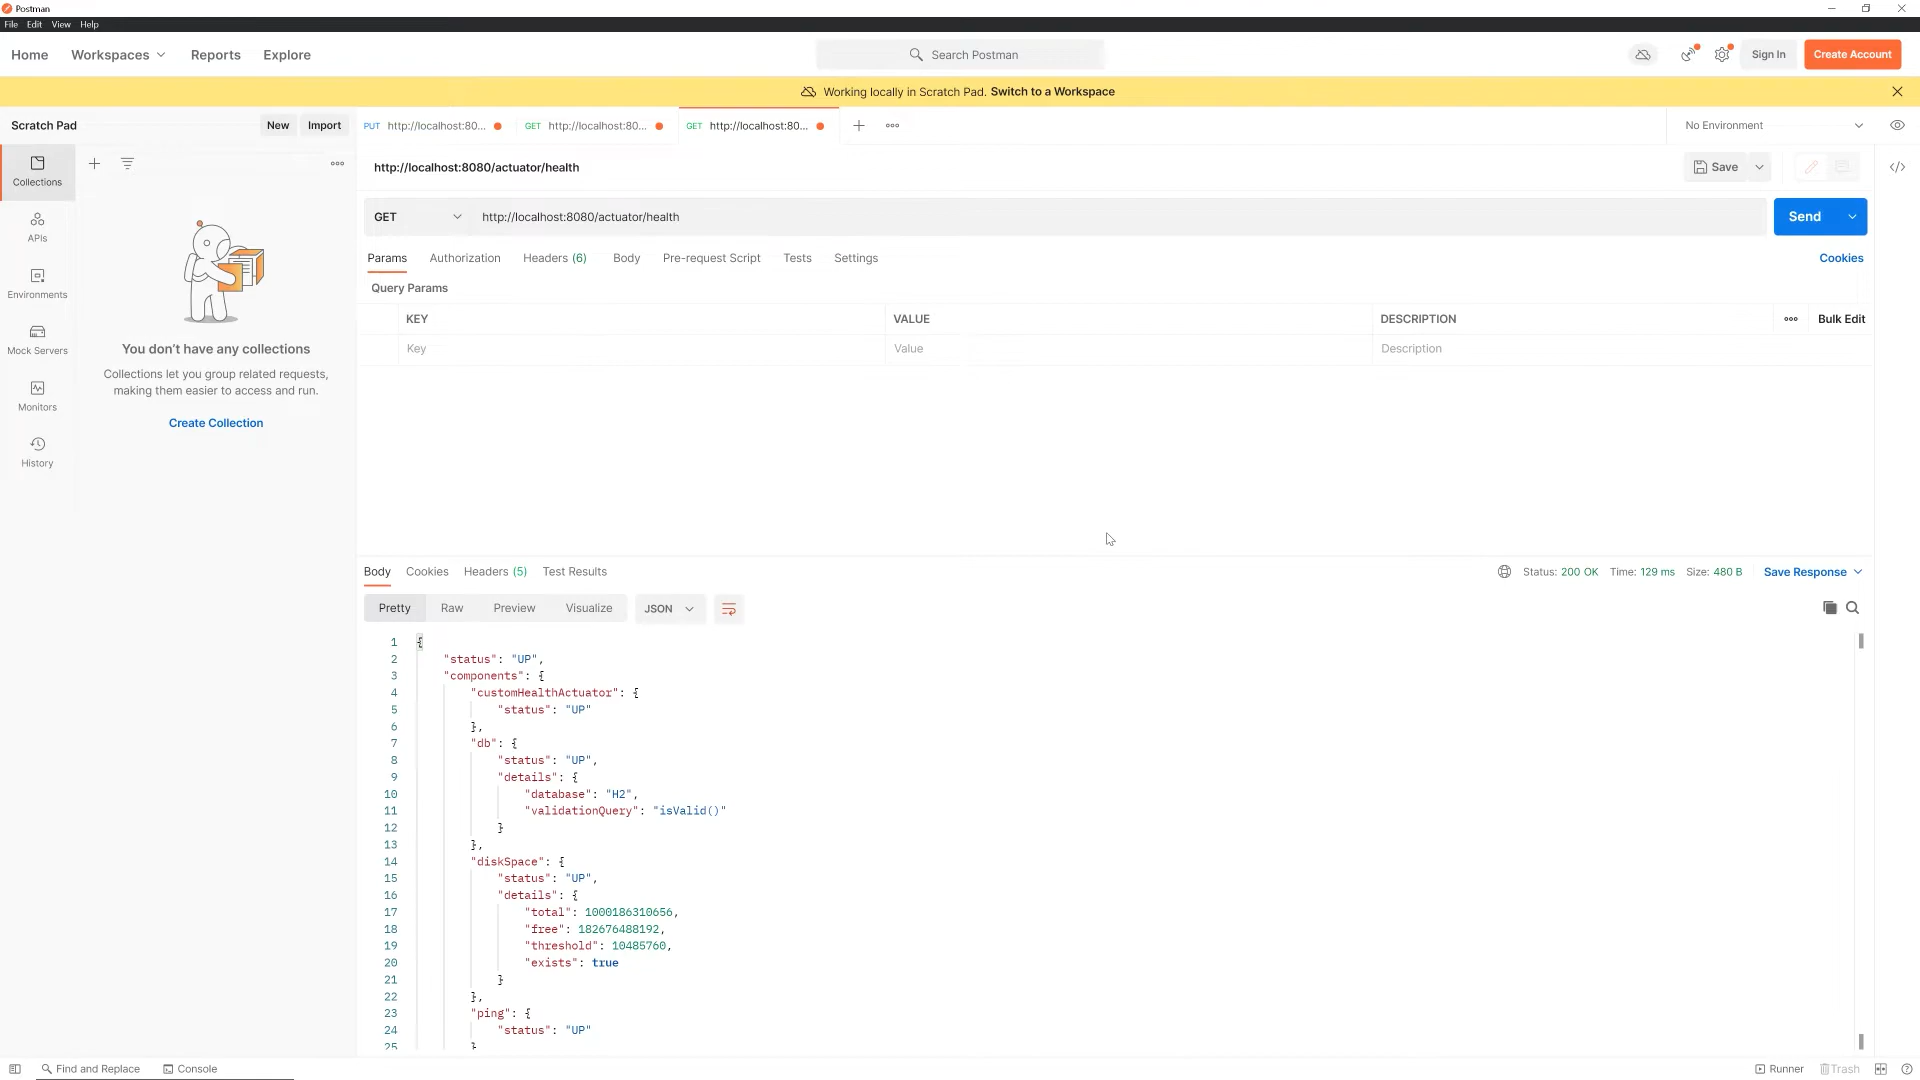 Postman
File Edit View Help
Home Workspaces Reports Explore Search Postman Sign In Create Account
Working locally in Scratch Pad. Switch to a Workspace
Scratch Pad New Import PUT http://localhost:80... GET http://localhost:80... GET http://localhost:80... No Environment
http://localhost:8080/actuator/health Save
Collections
GET http://localhost:8080/actuator/health Send
APIs
Params Authorization Headers (6) Body Pre-request Script Tests Settings Cookies
Query Params
Environments
KEY VALUE DESCRIPTION Bulk Edit
Key Value Description
Mock Servers
You don't have any collections
Collections let you group related requests,
making them easier to access and run.
Monitors
Create Collection
History
Body Cookies Headers (5) Test Results Status: 200 OK Time: 129 ms Size: 480 B Save Response
Pretty Raw Preview Visualize JSON
1 {
2 "status": "UP",
3 "components": {
4 "customHealthActuator": {
5 "status": "UP"
6 },
7 "db": {
8 "status": "UP",
9 "details": {
10 "database": "H2",
11 "validationQuery": "isValid()"
12 }
13 },
14 "diskSpace": {
15 "status": "UP",
16 "details": {
17 "total": 1000186310656,
18 "free": 182676488192,
19 "threshold": 10485760,
20 "exists": true
21 }
22 },
23 "ping": {
24 "status": "UP"
25 }
Find and Replace Console Runner Trash